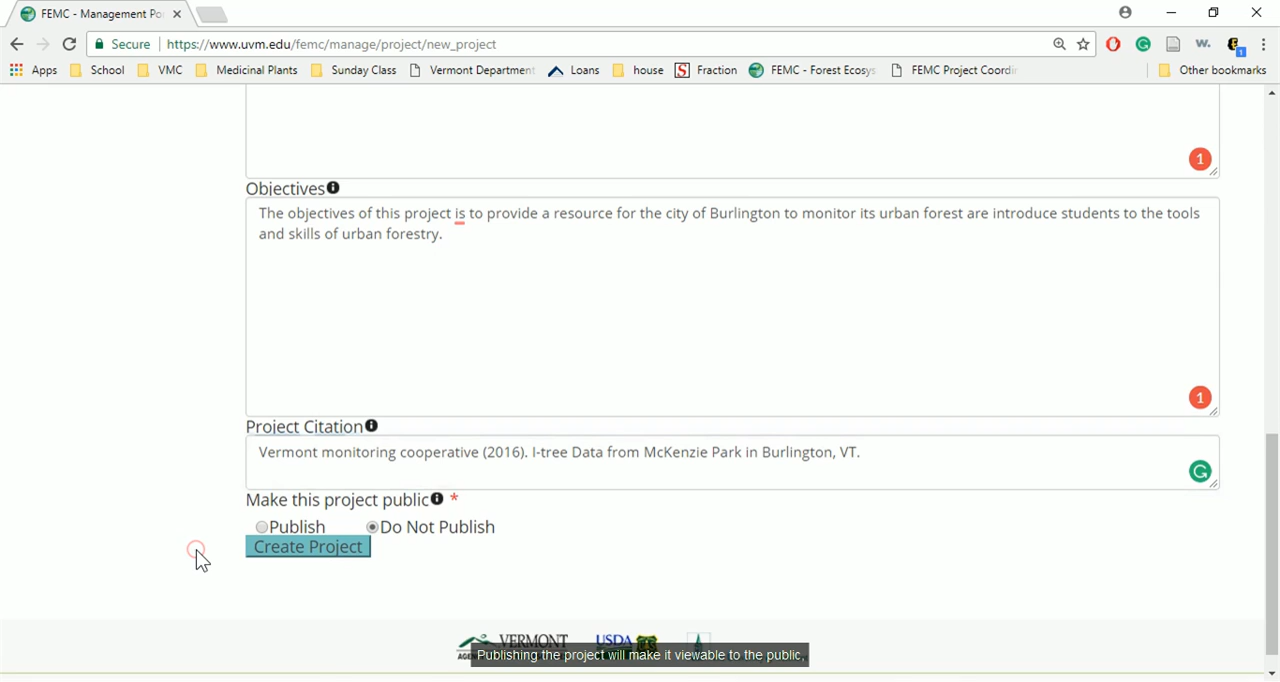 FEMC - Management Po
Secure
https://www.uvm.edu/femc/manage/project/new_project
W.
1
Apps
School
VMC
Medicinal Plants
Sunday Class
Vermont Department
Loans
house
S
Fraction
FEMC - Forest Ecosys
FEMC Project Coordin
Other bookmarks
1
Objectives
The objectives of this project is to provide a resource for the city of Burlington to monitor its urban forest are introduce students to the tools
and skills of urban forestry.
1
Project Citation
Vermont monitoring cooperative (2016). I-tree Data from McKenzie Park in Burlington, VT.
Make this project public *
Publish
Do Not Publish
Create Project
VERMONT
USDA
Publishing the project will make it viewable to the public,